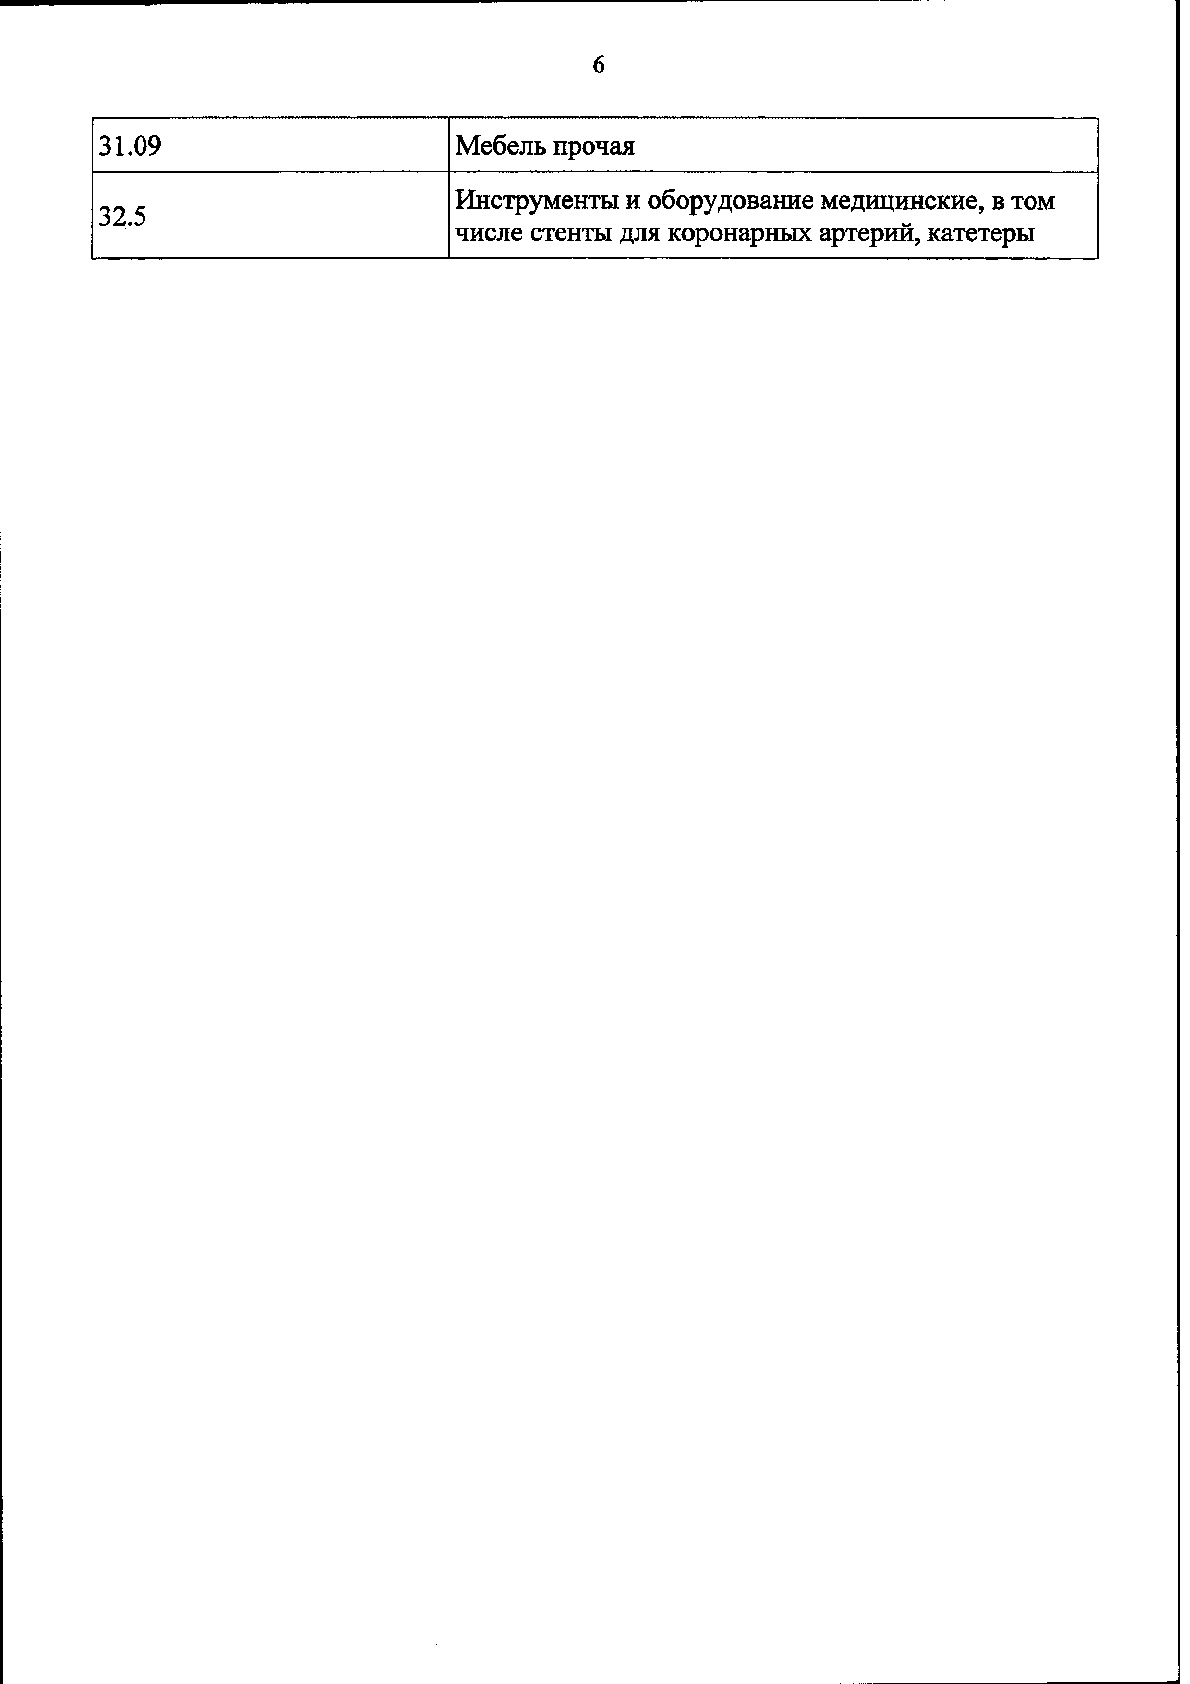 6
31.09
Мебель прочая
32.5
Инструменты и оборудование медицинские, в том
числе стенты для коронарных артерий, катетеры